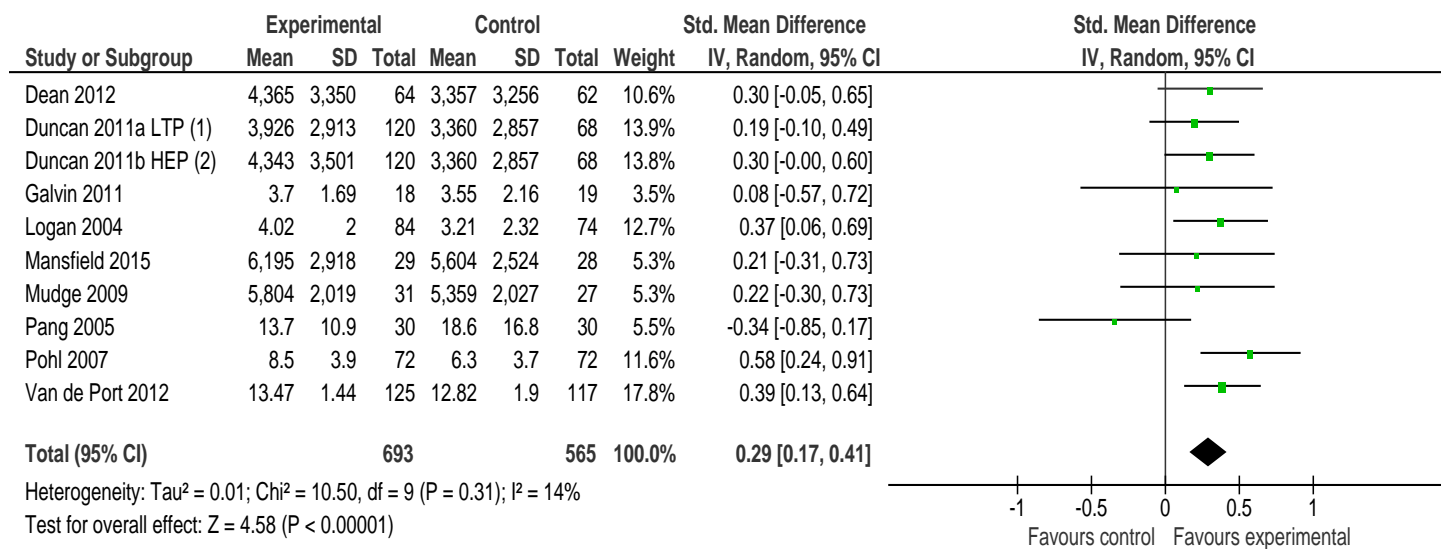 Experimental Control Std. Mean Difference Std. Mean Difference
Study or Subgroup Mean SD Total Mean SD Total Weight IV, Random, 95% CI IV, Random, 95% CI
Dean 2012 4,365 3,350 64 3,357 3,256 62 10.6% 0.30 [-0.05, 0.65]
Duncan 2011a LTP (1) 3,926 2,913 120 3,360 2,857 68 13.9% 0.19 [-0.10, 0.49]
Duncan 2011b HEP (2) 4,343 3,501 120 3,360 2,857 68 13.8% 0.30 [-0.00, 0.60]
Galvin 2011 3.7 1.69 18 3.55 2.16 19 3.5% 0.08 [-0.57, 0.72]
Logan 2004 4.02 2 84 3.21 2.32 74 12.7% 0.37 [0.06, 0.69]
Mansfield 2015 6,195 2,918 29 5,604 2,524 28 5.3% 0.21 [-0.31, 0.73]
Mudge 2009 5,804 2,019 31 5,359 2,027 27 5.3% 0.22 [-0.30, 0.73]
Pang 2005 13.7 10.9 30 18.6 16.8 30 5.5% -0.34 [-0.85, 0.17]
Pohl 2007 8.5 3.9 72 6.3 3.7 72 11.6% 0.58 [0.24, 0.91]
Van de Port 2012 13.47 1.44 125 12.82 1.9 117 17.8% 0.39 [0.13, 0.64]
Total (95% CI) 693 565 100.0% 0.29 [0.17, 0.41]
Heterogeneity: Tau² = 0.01; Chi² = 10.50, df = 9 (P = 0.31); I² = 14%
Test for overall effect: Z = 4.58 (P < 0.00001)
-1 -0.5 0 0.5 1
Favours control Favours experimental